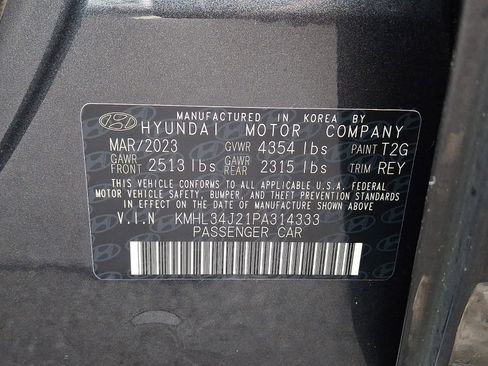 MANUFACTURED IN KOREA BY
HYUNDAI MOTOR COMPANY
MAR/2023 GVWR 4354 lbs PAINT T2G
GAWR FRONT 2513 lbs GAWR REAR 2315 lbs TRIM REY
THIS VEHICLE CONFORMS TO ALL APPLICABLE U.S.A. FEDERAL
MOTOR VEHICLE SAFETY, BUMPER, AND THEFT PREVENTION STANDARDS
IN EFFECT ON THE DATE OF MANUFACTURE SHOWN ABOVE.
V.I.N KMHL34J21PA314333
PASSENGER CAR